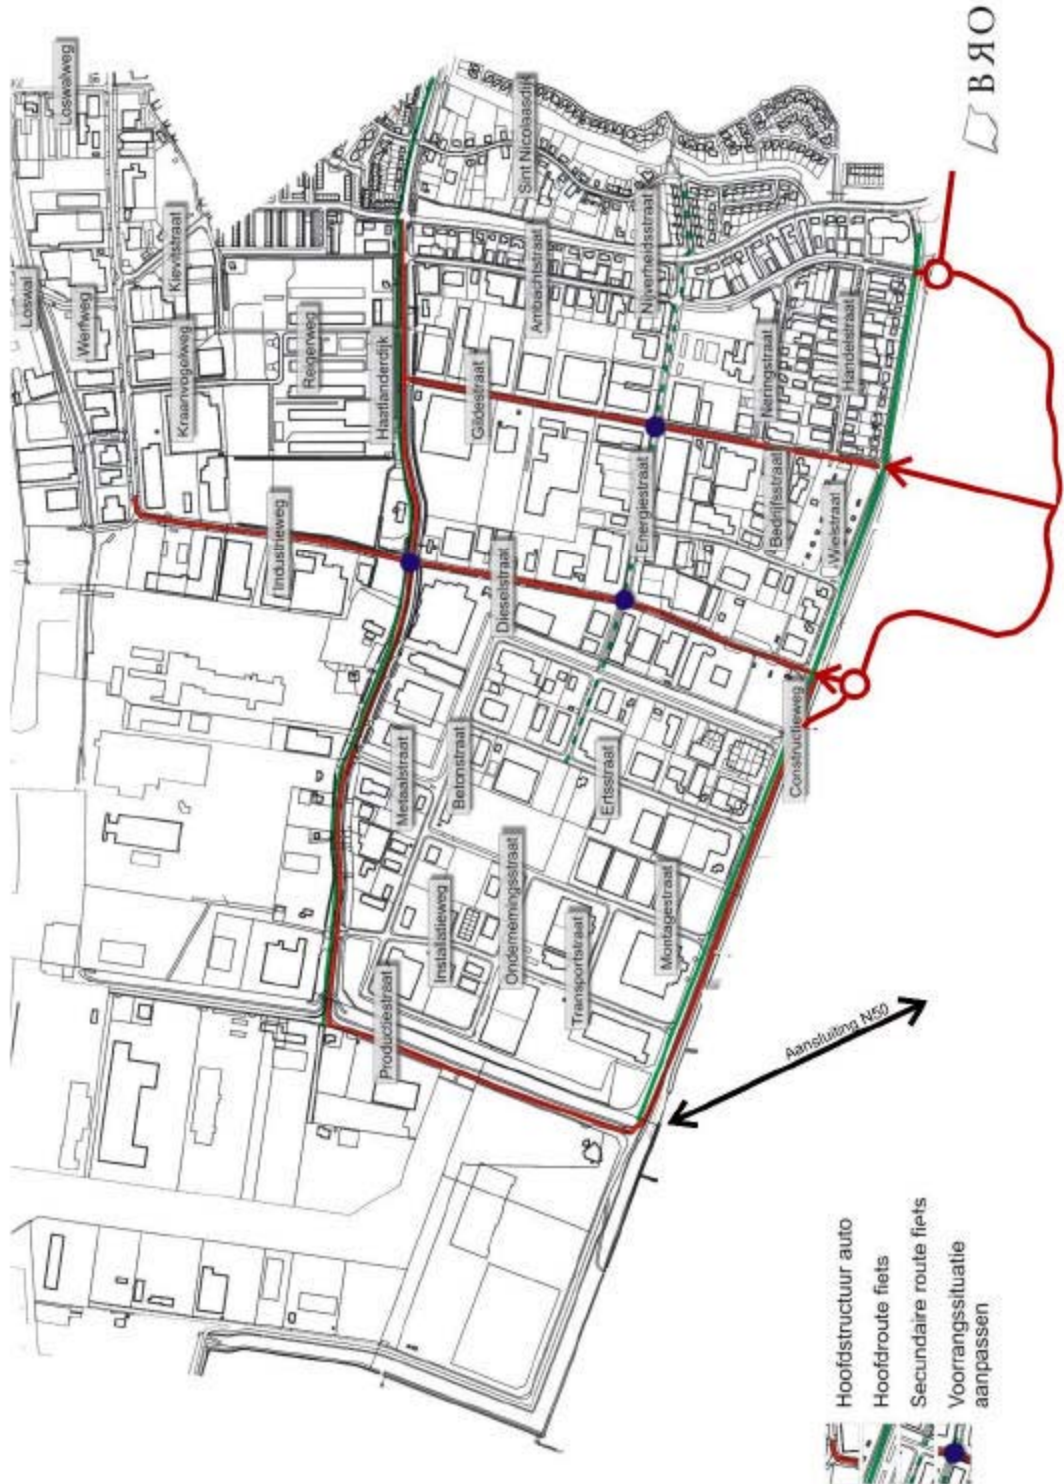 Loswalweg
Loswal
Werfweg
Kievitstraat
Kraanvogelweg
Reigerweg
Haatlanderdijk
Industrieweg
Gildestraat
Ambachtstraat
Sint Nicolaasdijk
Nijverheidsstraat
Neringstraat
Handelstraat
Energiestraat
Bedrijfsstraat
Wielstraat
Dieselstraat
Metaalstraat
Betonstraat
Ertsstraat
Constructieweg
Productiestraat
Installatieweg
Ondernemingsstraat
Transportstraat
Montagestraat
Aansluiting N50
Hoofdstructuur auto
Hoofdroute fiets
Secundaire route fiets
Voorrangssituatie
aanpassen
BRO